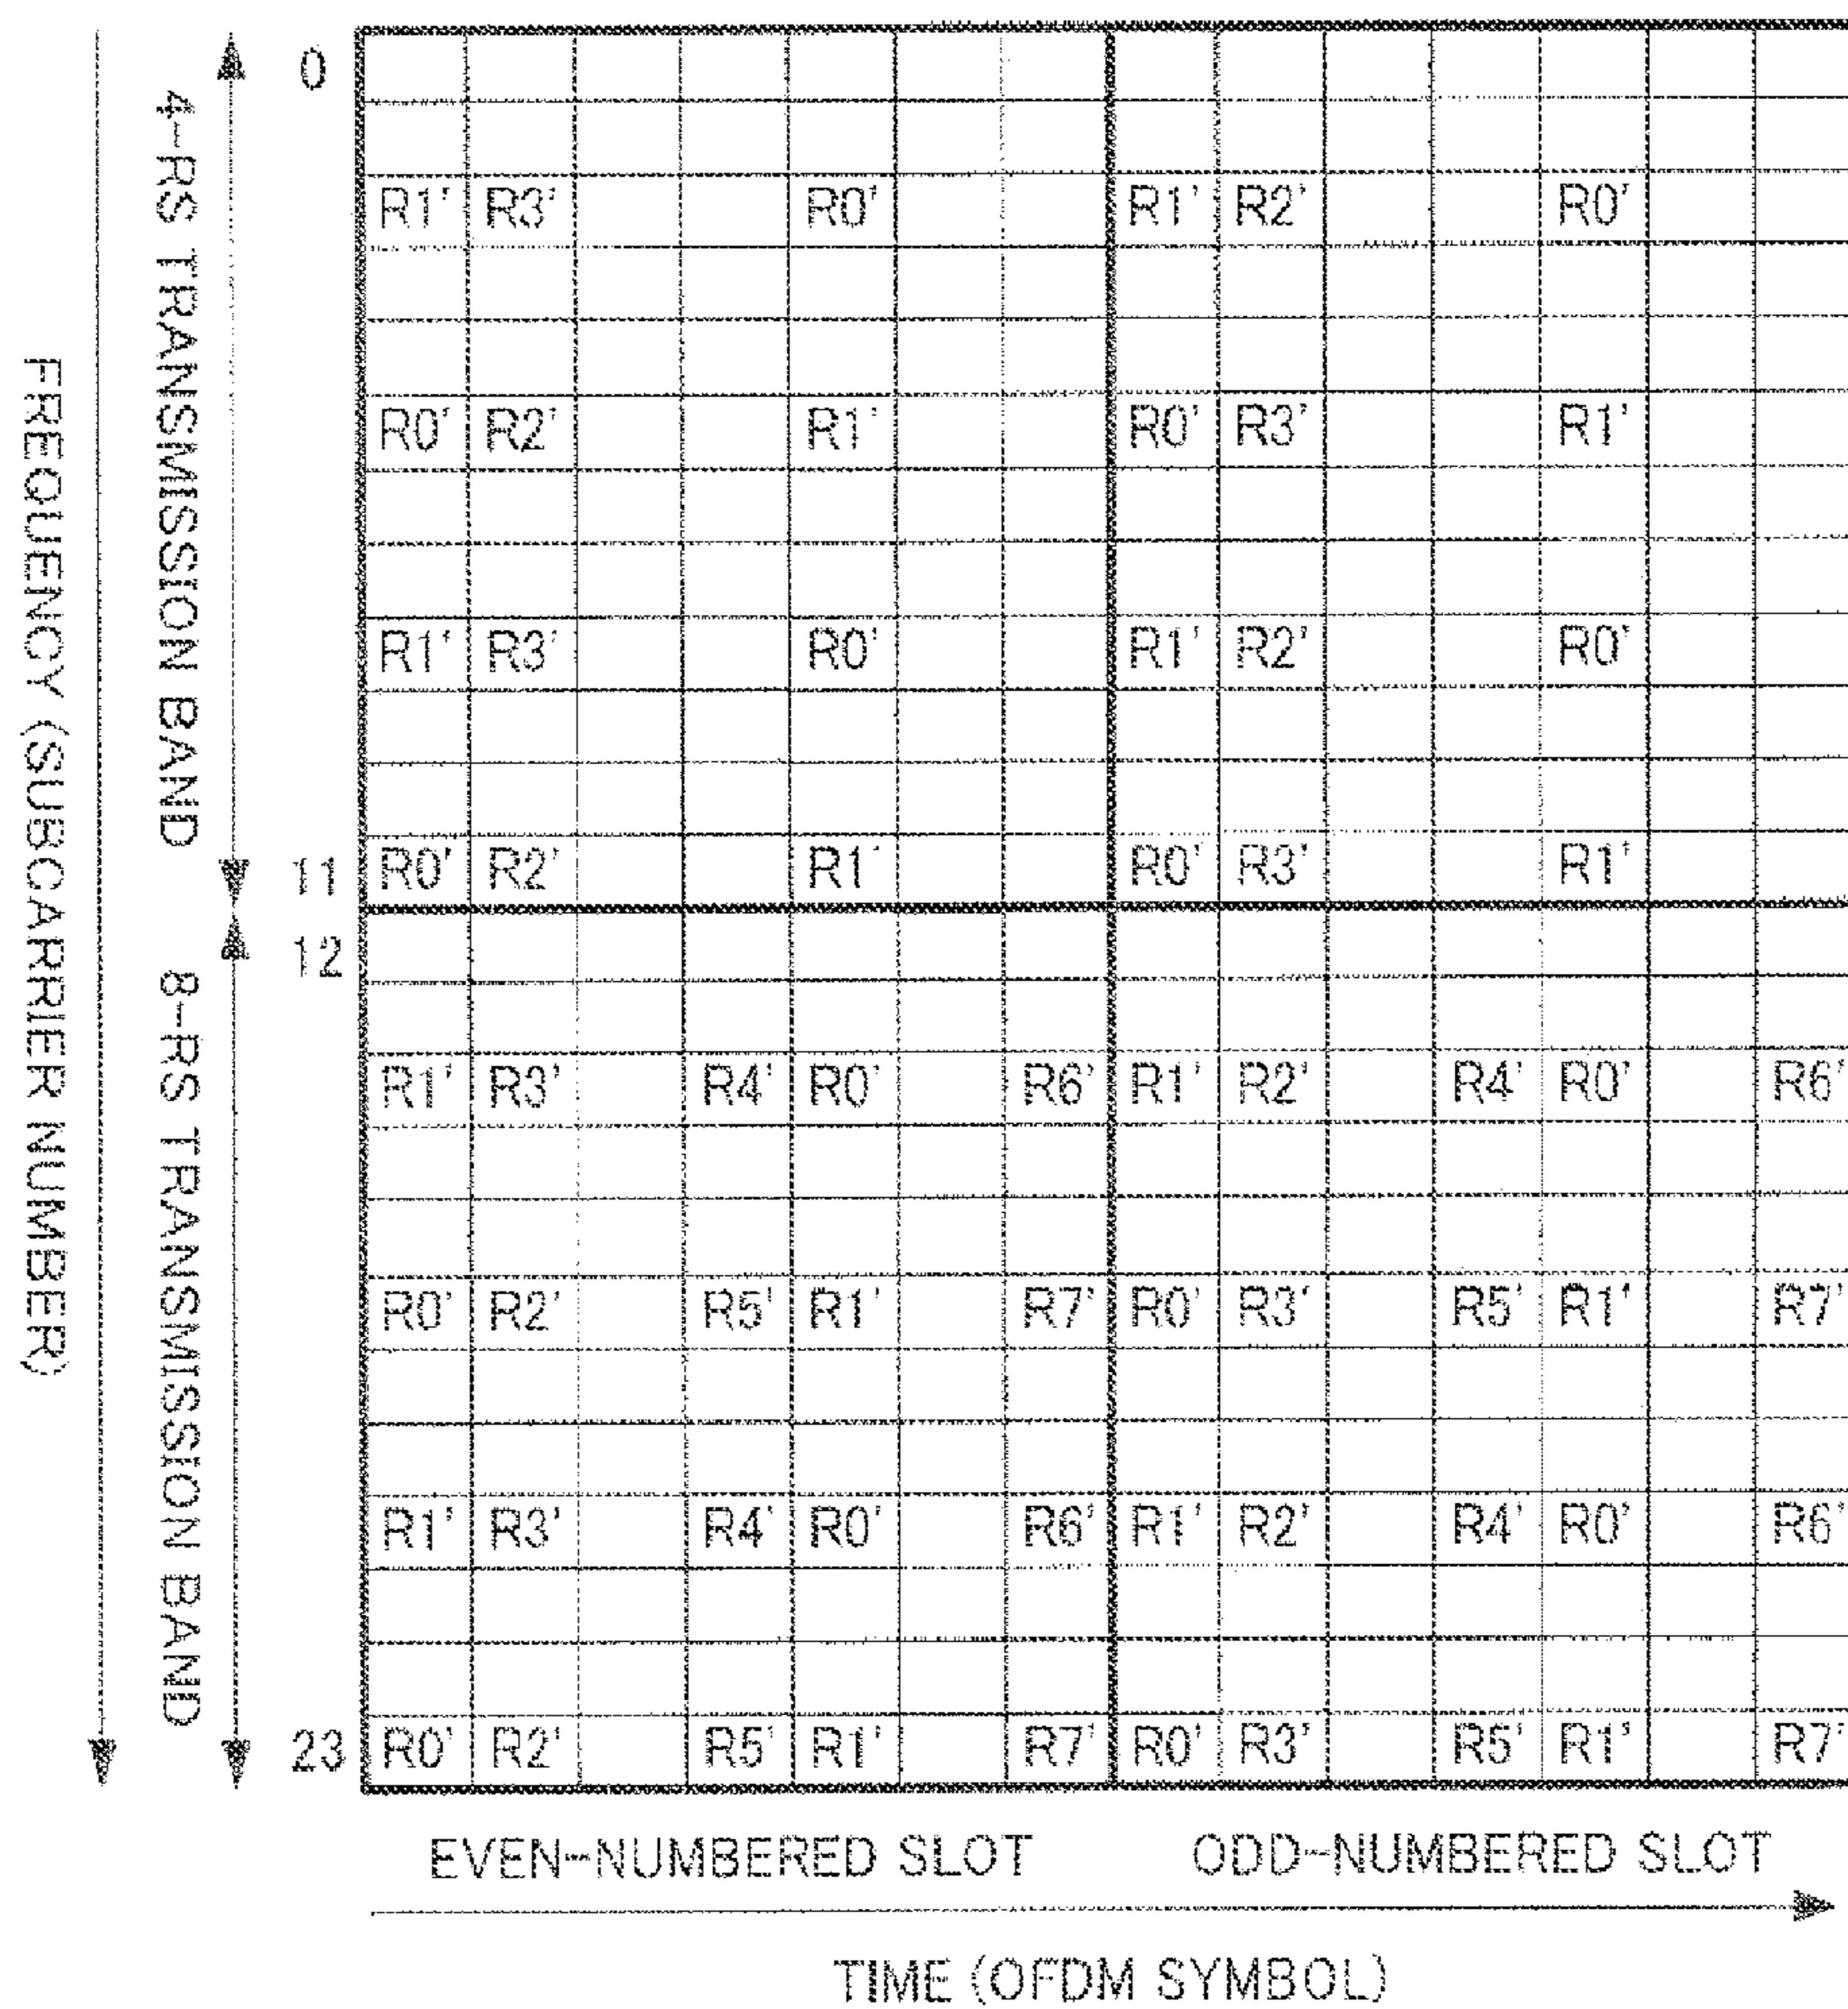 FREQUENCY (SUBCARRIER NUMBER)
4-RS TRANSMISSION BAND
8-RS TRANSMISSION BAND
0
R1' R3' R0' R1' R2' R0'
R0' R2' R1' R0' R3' R1'
R1' R3' R0' R1' R2' R0'
11 R0' R2' R1' R0' R3' R1'
12
R1' R3' R4' R0' R6' R1' R2' R4' R0' R6'
R0' R2' R5' R1' R7' R0' R3' R5' R1' R7'
R1' R3' R4' R0' R6' R1' R2' R4' R0' R6'
23 R0' R2' R5' R1' R7' R0' R3' R5' R1' R7'
EVEN-NUMBERED SLOT ODD-NUMBERED SLOT
TIME (OFDM SYMBOL)